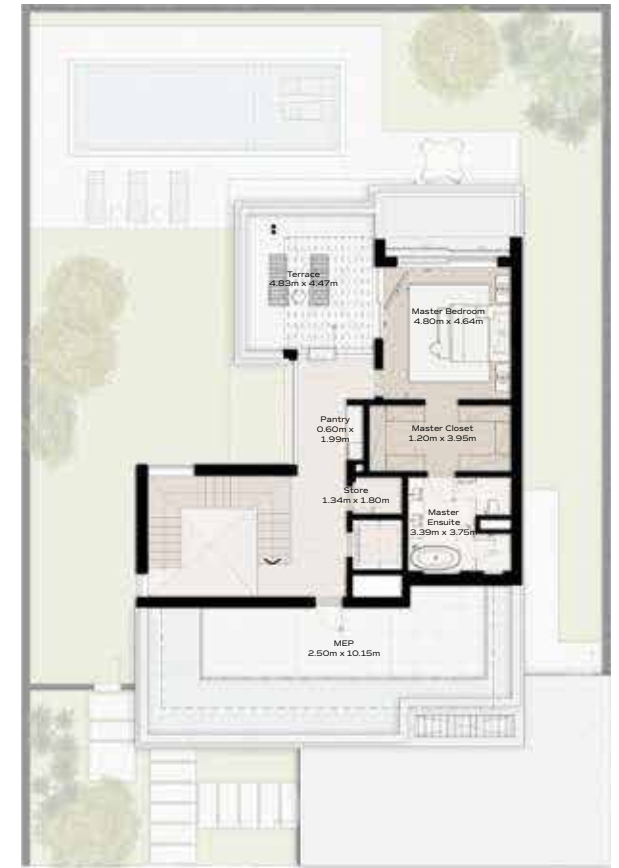 Terrace
4.83m x 4.47m
Master Bedroom
4.80m x 4.64m
Pantry
0.60m x
1.99m
Master Closet
1.20m x 3.95m
Store
1.34m x 1.80m
Master
Ensuite
3.39m x 3.75m
MEP
2.50m x 10.15m